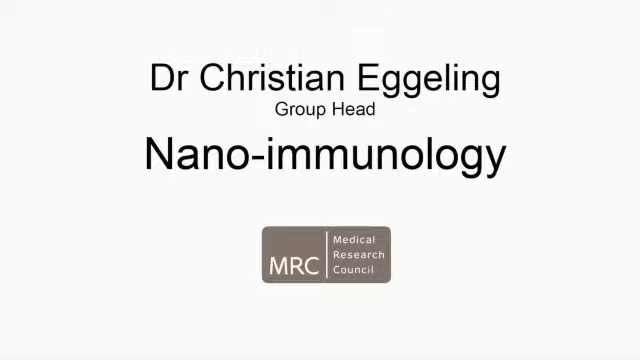 Dr Christian Eggeling
Group Head
Nano-immunology
MRC
Medical
Research
Council